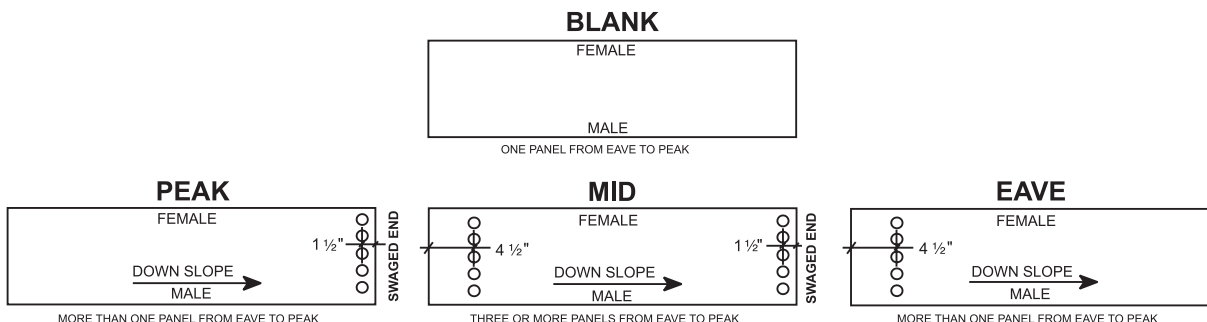 BLANK
FEMALE
MALE
ONE PANEL FROM EAVE TO PEAK
PEAK
FEMALE
1 ½"
SWAGED END
DOWN SLOPE
MALE
MORE THAN ONE PANEL FROM EAVE TO PEAK
MID
FEMALE
4 ½"
1 ½"
SWAGED END
DOWN SLOPE
MALE
THREE OR MORE PANELS FROM EAVE TO PEAK
EAVE
FEMALE
4 ½"
DOWN SLOPE
MALE
MORE THAN ONE PANEL FROM EAVE TO PEAK